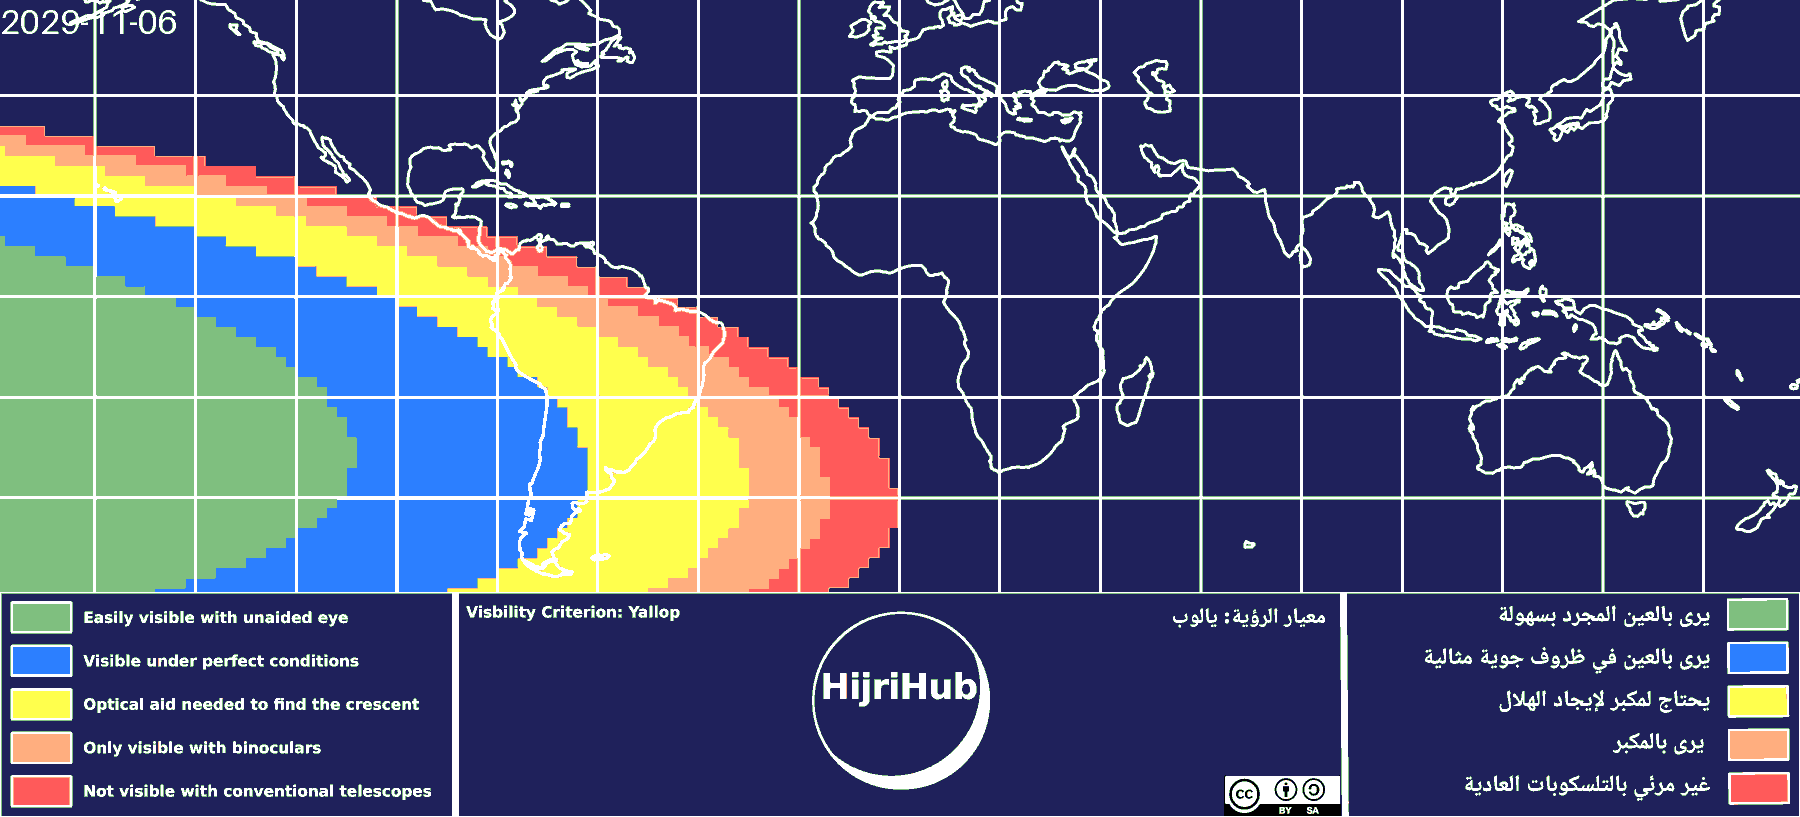 2029-11-06
Easily visible with unaided eye
Visible under perfect conditions
Optical aid needed to find the crescent
Only visible with binoculars
Not visible with conventional telescopes
Visbility Criterion: Yallop
معيار الرؤية: يالوب
HijriHub
cc
BY SA
يرى بالعين المجرد بسهولة
يرى بالعين في ظروف جوية مثالية
يحتاج لمكبر لإيجاد الهلال
يرى بالمكبر
غير مرئي بالتلسكوبات العادية